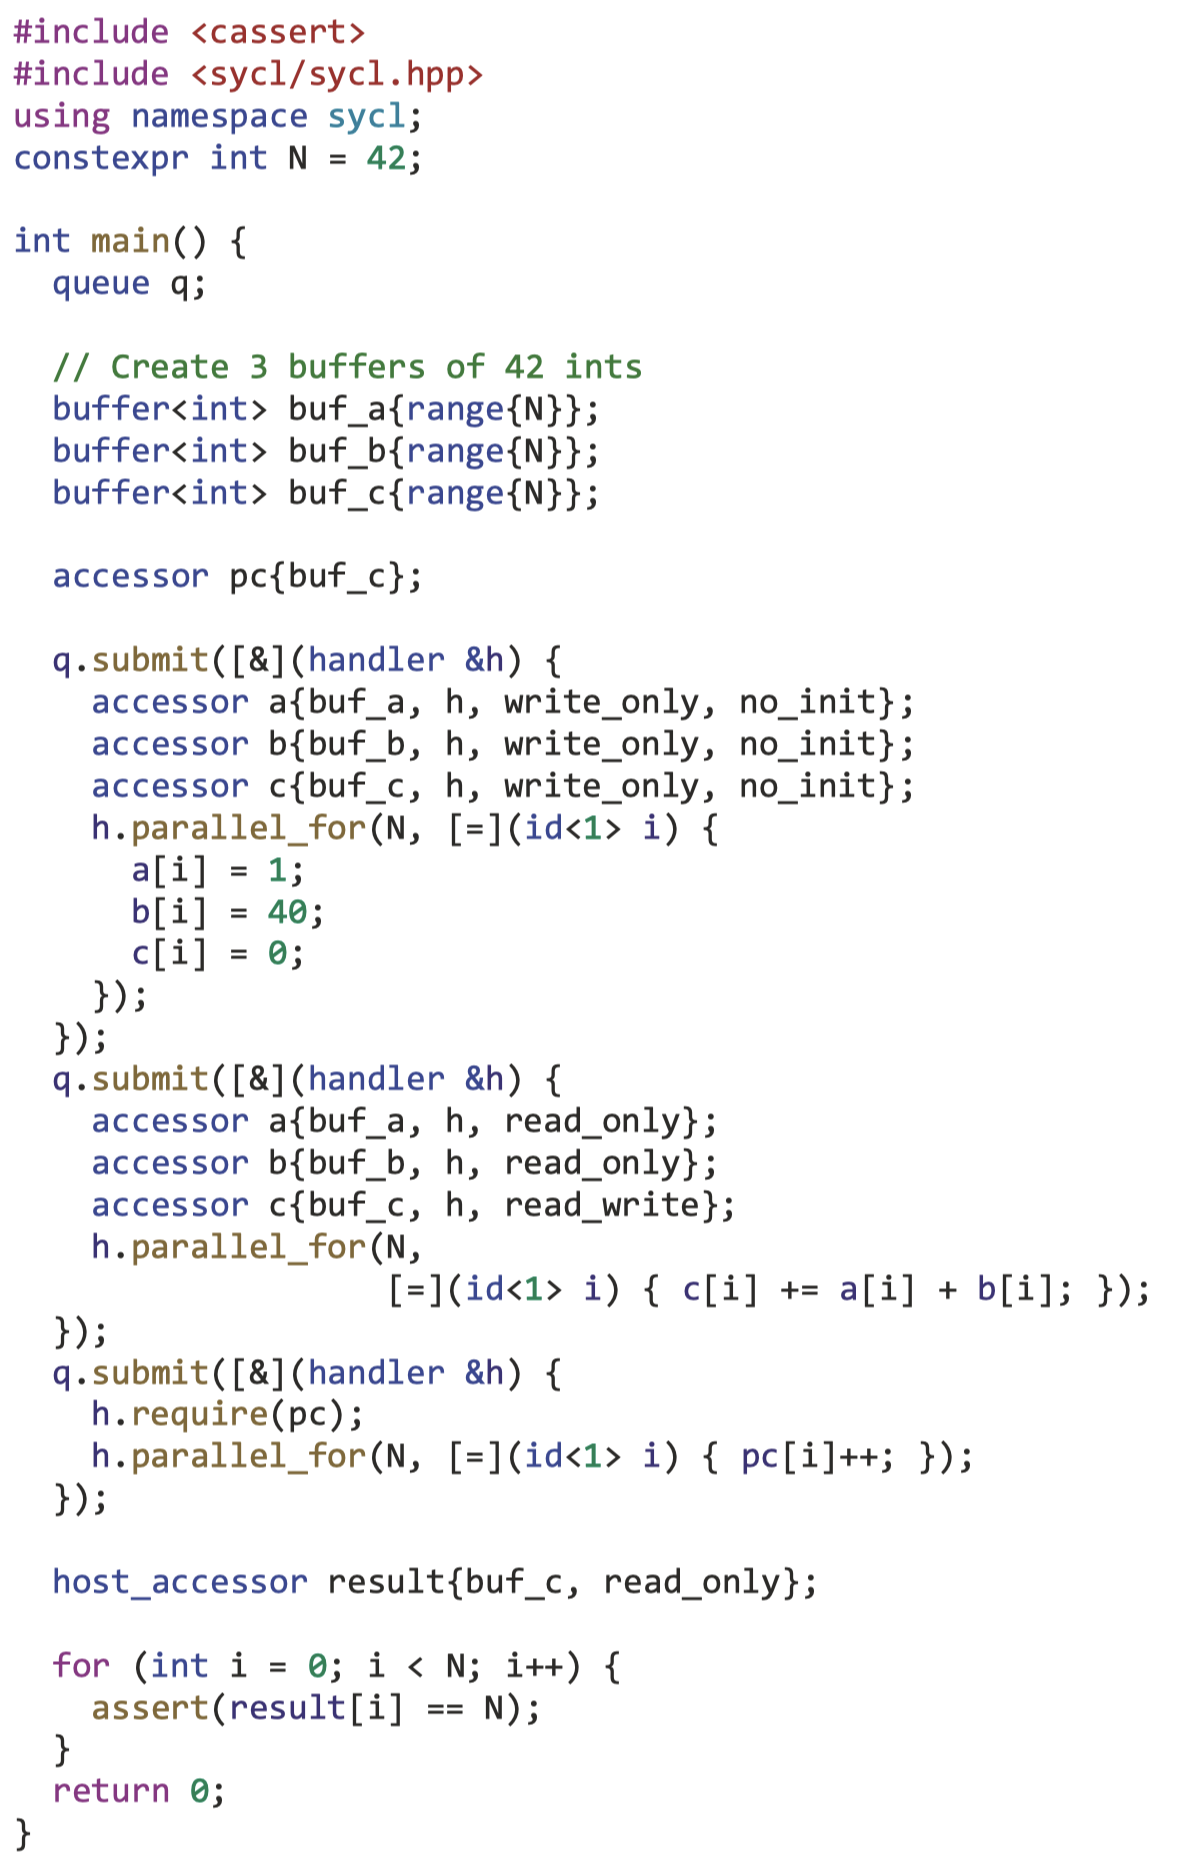 #include <cassert>
#include <sycl/sycl.hpp>
using namespace sycl;
constexpr int N = 42;

int main() {
  queue q;

  // Create 3 buffers of 42 ints
  buffer<int> buf_a{range{N}};
  buffer<int> buf_b{range{N}};
  buffer<int> buf_c{range{N}};

  accessor pc{buf_c};

  q.submit([&](handler &h) {
    accessor a{buf_a, h, write_only, no_init};
    accessor b{buf_b, h, write_only, no_init};
    accessor c{buf_c, h, write_only, no_init};
    h.parallel_for(N, [=](id<1> i) {
      a[i] = 1;
      b[i] = 40;
      c[i] = 0;
    });
  });
  q.submit([&](handler &h) {
    accessor a{buf_a, h, read_only};
    accessor b{buf_b, h, read_only};
    accessor c{buf_c, h, read_write};
    h.parallel_for(N,
                   [=](id<1> i) { c[i] += a[i] + b[i]; });
  });
  q.submit([&](handler &h) {
    h.require(pc);
    h.parallel_for(N, [=](id<1> i) { pc[i]++; });
  });

  host_accessor result{buf_c, read_only};

  for (int i = 0; i < N; i++) {
    assert(result[i] == N);
  }
  return 0;
}